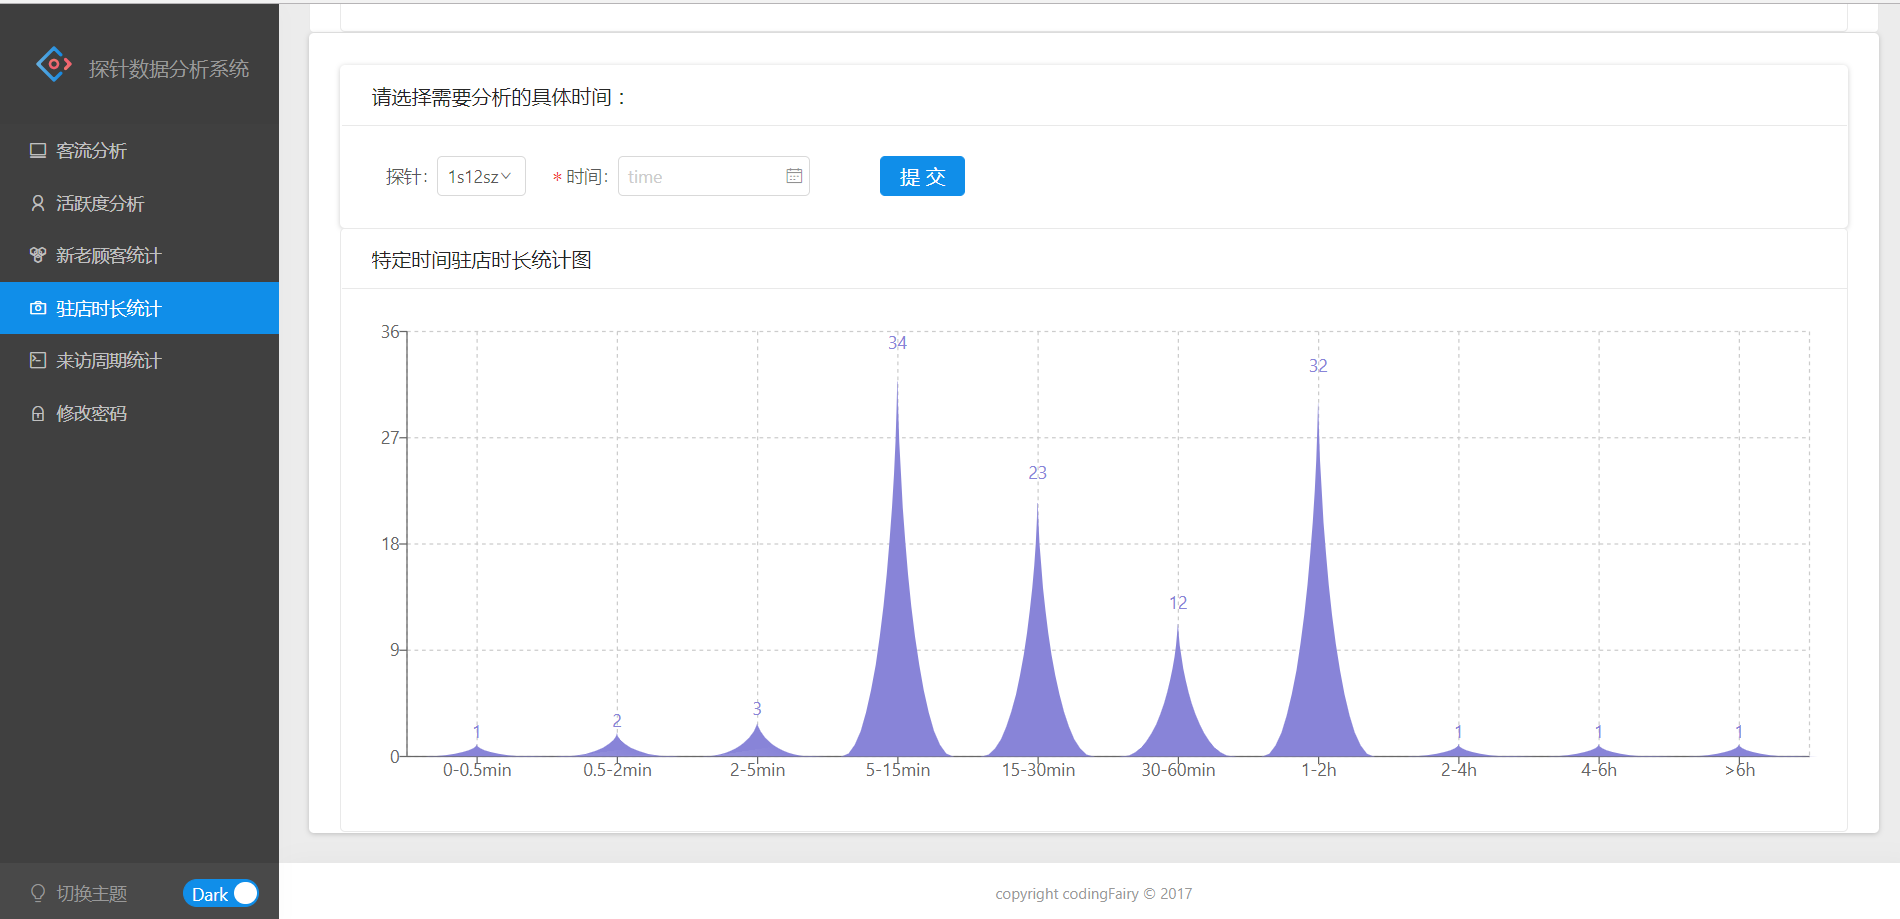 探针数据分析系统
客流分析
活跃度分析
新老顾客统计
驻店时长统计
来访周期统计
修改密码
切换主题 Dark
请选择需要分析的具体时间：
探针: 1s12sz * 时间: time 提 交
特定时间驻店时长统计图
36
27
18
9
0
1 2 3 34 23 12 32 1 1 1
0-0.5min 0.5-2min 2-5min 5-15min 15-30min 30-60min 1-2h 2-4h 4-6h >6h
copyright codingFairy © 2017